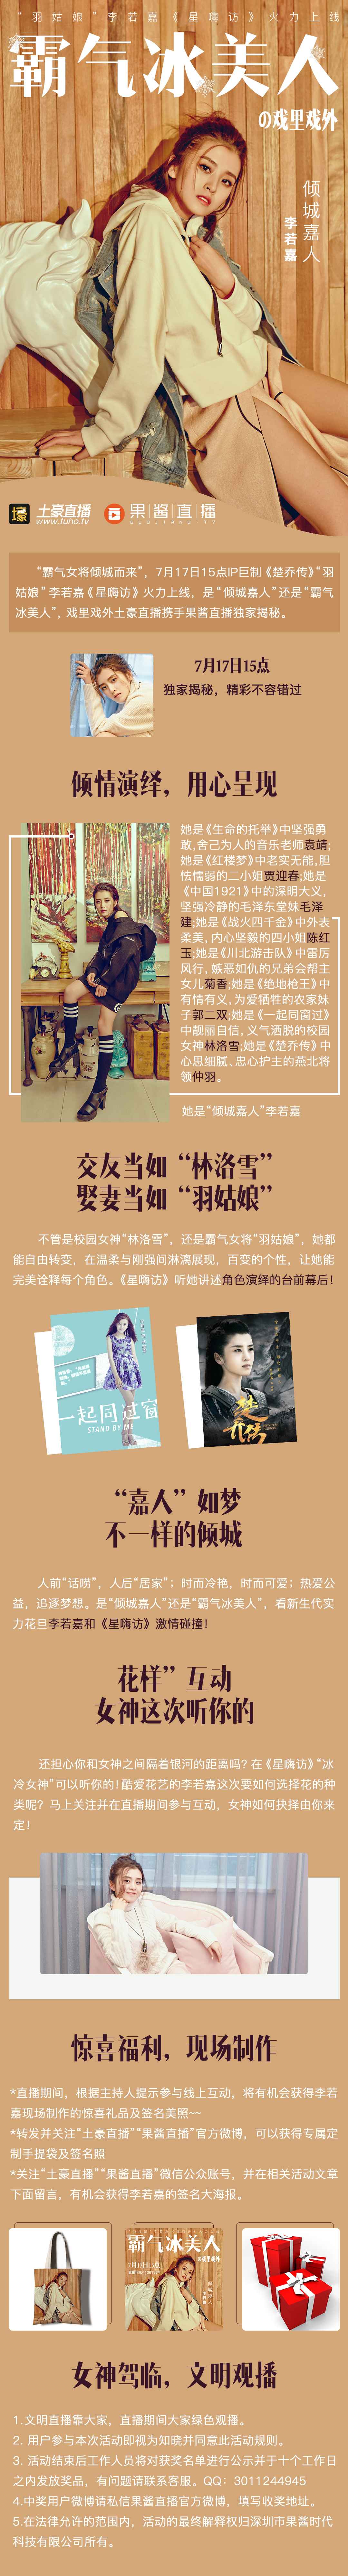 “羽姑娘”李若嘉《星嗨访》火力上线
霸气冰美人
の戏里戏外
倾城嘉人
李若嘉
土豪直播
www.tuho.tv
果酱直播
GUOJIANG TV
“霸气女将倾城而来”，7月17日15点IP巨制《楚乔传》“羽
姑娘”李若嘉《星嗨访》火力上线，是“倾城嘉人”还是“霸气
冰美人”，戏里戏外土豪直播携手果酱直播独家揭秘。
7月17日15点
独家揭秘，精彩不容错过
倾情演绎，用心呈现
她是《生命的托举》中坚强勇
敢,舍己为人的音乐老师袁婧;
她是《红楼梦》中老实无能,胆
怯懦弱的二小姐贾迎春;她是
《中国1921》中的深明大义,
坚强冷静的毛泽东堂妹毛泽
建;她是《战火四千金》中外表
柔美,内心坚毅的四小姐陈红
玉;她是《川北游击队》中雷厉
风行,嫉恶如仇的兄弟会帮主
女儿菊香;她是《绝地枪王》中
有情有义,为爱牺牲的农家妹
子郭二双;她是《一起同窗过》
中靓丽自信,义气洒脱的校园
女神林洛雪;她是《楚乔传》中
心思细腻、忠心护主的燕北将
领仲羽。
她是“倾城嘉人”李若嘉
交友当如“林洛雪”
娶妻当如“羽姑娘”
不管是校园女神“林洛雪”，还是霸气女将“羽姑娘”，她都
能自由转变，在温柔与刚强间淋漓展现，百变的个性，让她能
完美诠释每个角色。《星嗨访》听她讲述角色演绎的台前幕后！
一起同过窗
STAND BY ME
楚乔传
“嘉人”如梦
不一样的倾城
人前“话唠”，人后“居家”；时而冷艳，时而可爱；热爱公
益，追逐梦想。是“倾城嘉人”还是“霸气冰美人”，看新生代实
力花旦李若嘉和《星嗨访》激情碰撞！
花样”互动
女神这次听你的
还担心你和女神之间隔着银河的距离吗？在《星嗨访》“冰
冷女神”可以听你的！酷爱花艺的李若嘉这次要如何选择花的种
类呢？马上关注并在直播期间参与互动，女神如何抉择由你来
定！
惊喜福利，现场制作
*直播期间，根据主持人提示参与线上互动，将有机会获得李若
嘉现场制作的惊喜礼品及签名美照~~
*转发并关注“土豪直播”“果酱直播”官方微博，可以获得专属定
制手提袋及签名照
*关注“土豪直播”“果酱直播”微信公众账号，并在相关活动文章
下面留言，有机会获得李若嘉的签名大海报。
霸气冰美人
の戏里戏外
7月17日15点
女神驾临，文明观播
1.文明直播靠大家，直播期间大家绿色观播。
2. 用户参与本次活动即视为知晓并同意此活动规则。
3. 活动结束后工作人员将对获奖名单进行公示并于十个工作日
之内发放奖品，有问题请联系客服。QQ：3011244945
4.中奖用户微博请私信果酱直播官方微博，填写收奖地址。
5.在法律允许的范围内，活动的最终解释权归深圳市果酱时代
科技有限公司所有。